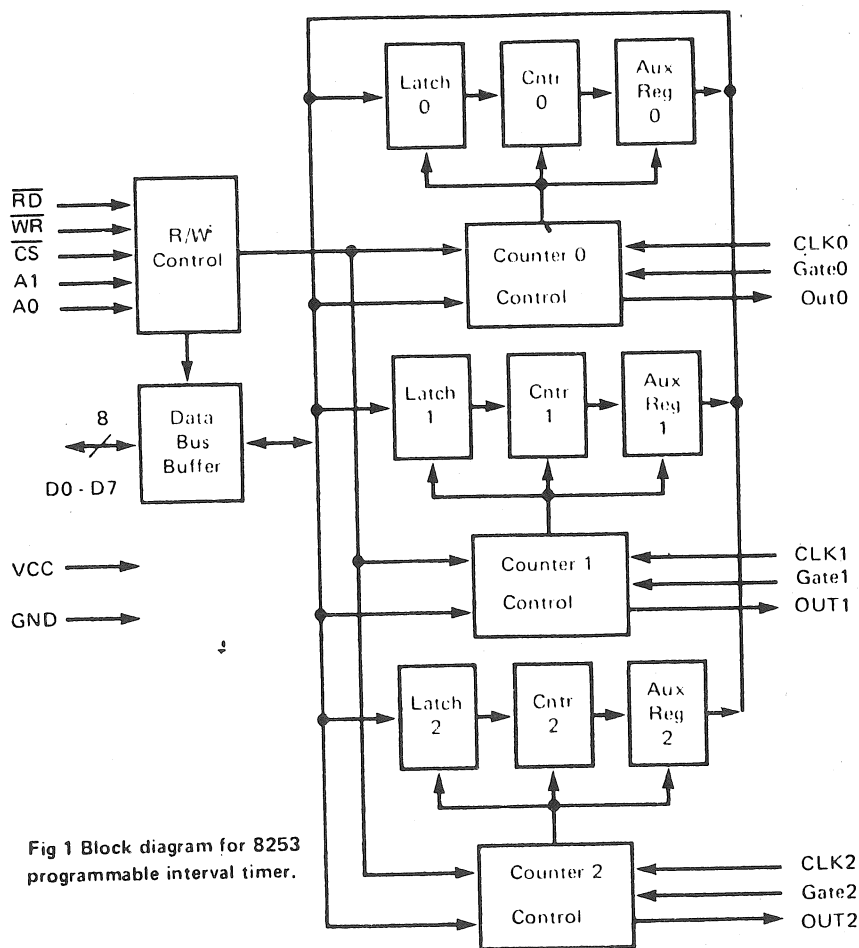 Latch
0
Cntr
0
Aux
Reg
0
RD
WR
CS
A1
A0
R/W
Control
Counter 0
Control
CLK0
Gate0
Out0
Latch
1
Cntr
1
Aux
Reg
1
8
D0 - D7
Data
Bus
Buffer
VCC
GND
Counter 1
Control
CLK1
Gate1
OUT1
Latch
2
Cntr
2
Aux
Reg
2
Fig 1 Block diagram for 8253
programmable interval timer.
Counter 2
Control
CLK2
Gate2
OUT2